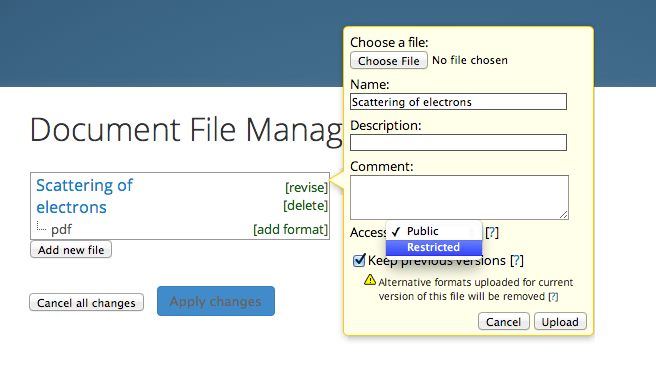 Document File Manag
Scattering of
electrons
[revise]
[delete]
pdf
[add format]
Add new file
Cancel all changes
Apply changes
Choose a file:
Choose File No file chosen
Name:
Scattering of electrons
Description:
Comment:
Access ✓ Public [?]
Restricted
Keep previous versions [?]
Alternative formats uploaded for current
version of this file will be removed [?]
Cancel Upload